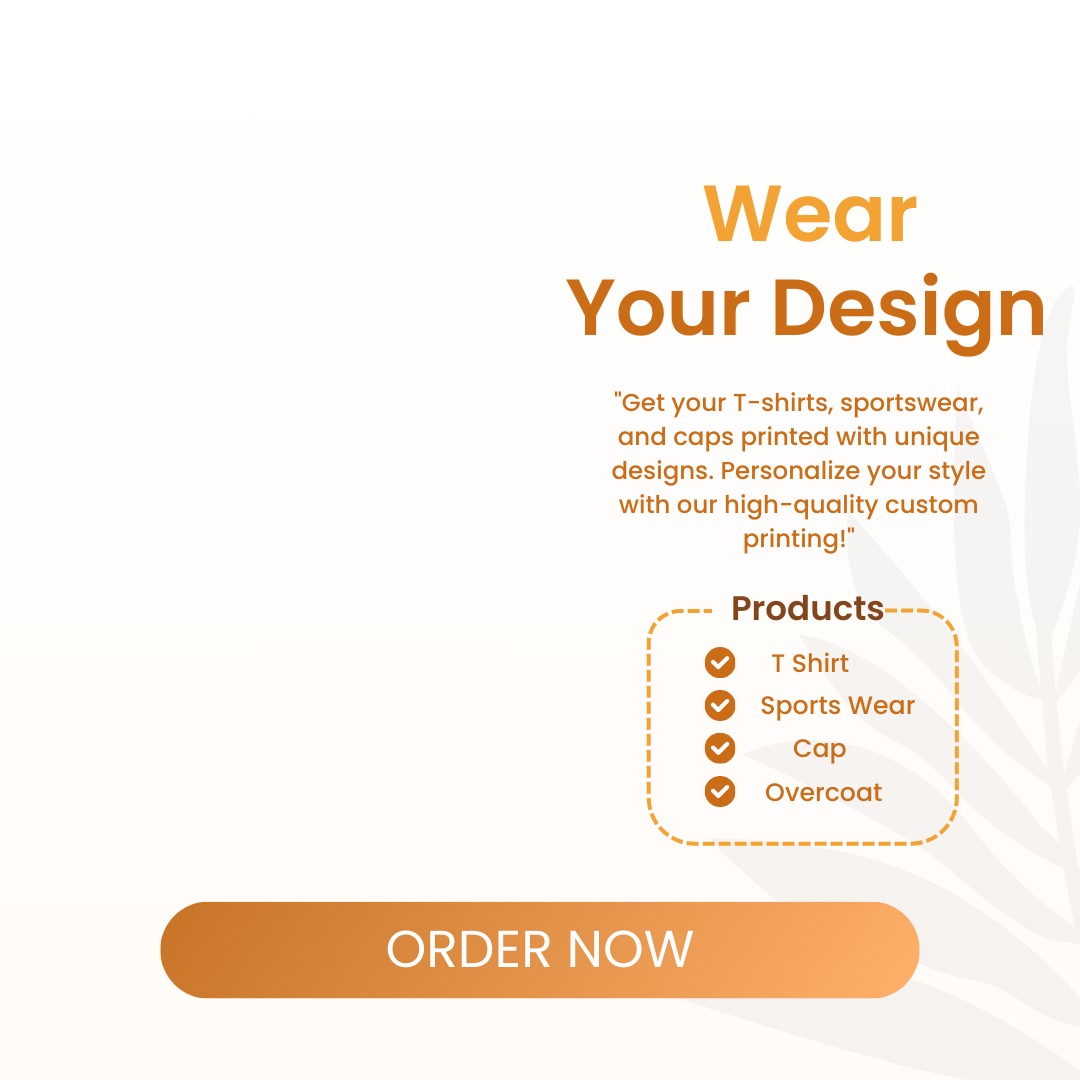 Wear
Your Design
"Get your T-shirts, sportswear,
and caps printed with unique
designs. Personalize your style
with our high-quality custom
printing!"
Products
T Shirt
Sports Wear
Cap
Overcoat
ORDER NOW